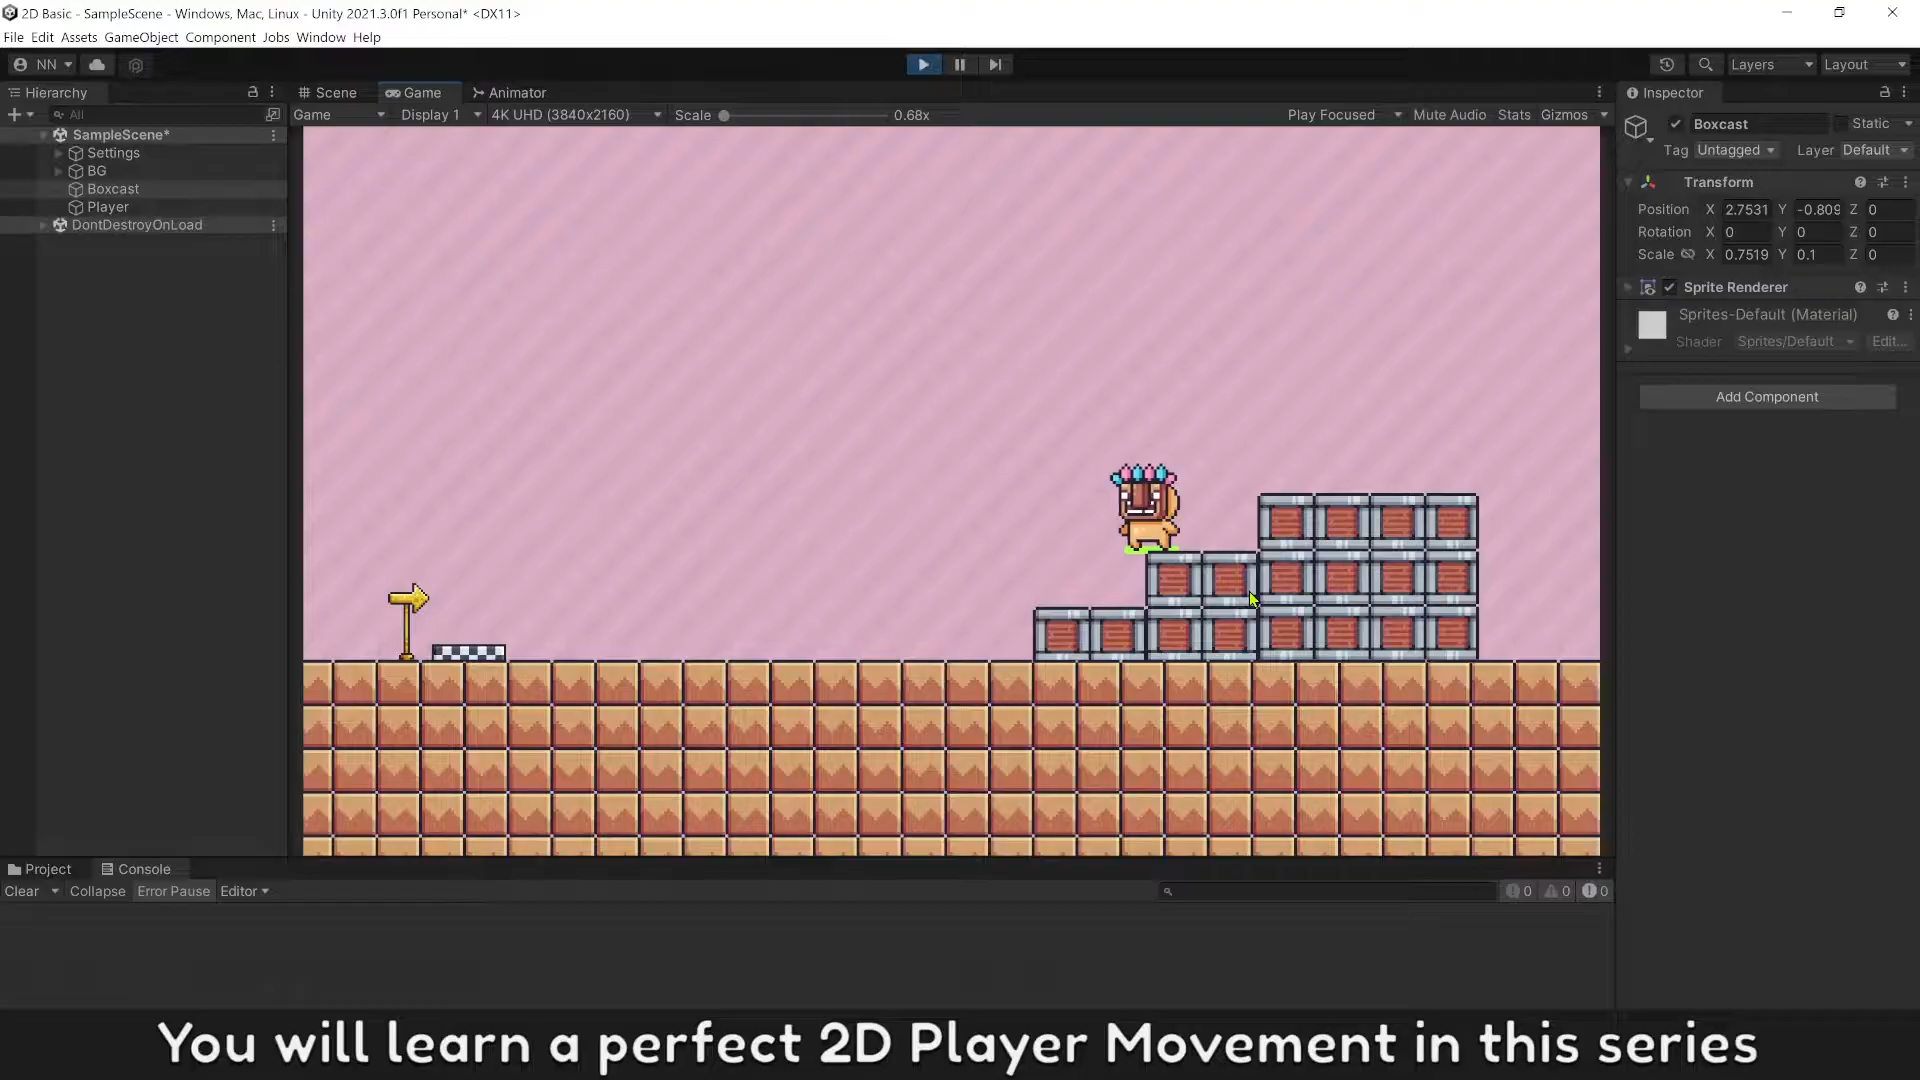 2D Basic - SampleScene - Windows, Mac, Linux - Unity 2021.3.0f1 Personal* <DX11>
File Edit Assets GameObject Component Jobs Window Help
NN
Layers
Layout
Hierarchy
Scene
Game
Animator
Inspector
All
Game
Display 1
4K UHD (3840x2160)
Scale
0.68x
Play Focused
Mute Audio
Stats
Gizmos
SampleScene*
Settings
BG
Boxcast
Player
DontDestroyOnLoad
Boxcast
Static
Tag Untagged
Layer Default
Transform
Position X 2.7531 Y -0.809 Z 0
Rotation X 0 Y 0 Z 0
Scale X 0.7519 Y 0.1 Z 0
Sprite Renderer
Sprites-Default (Material)
Shader Sprites/Default Edit...
Add Component
Project
Console
Clear
Collapse
Error Pause
Editor
0
0
0
You will learn a perfect 2D Player Movement in this series